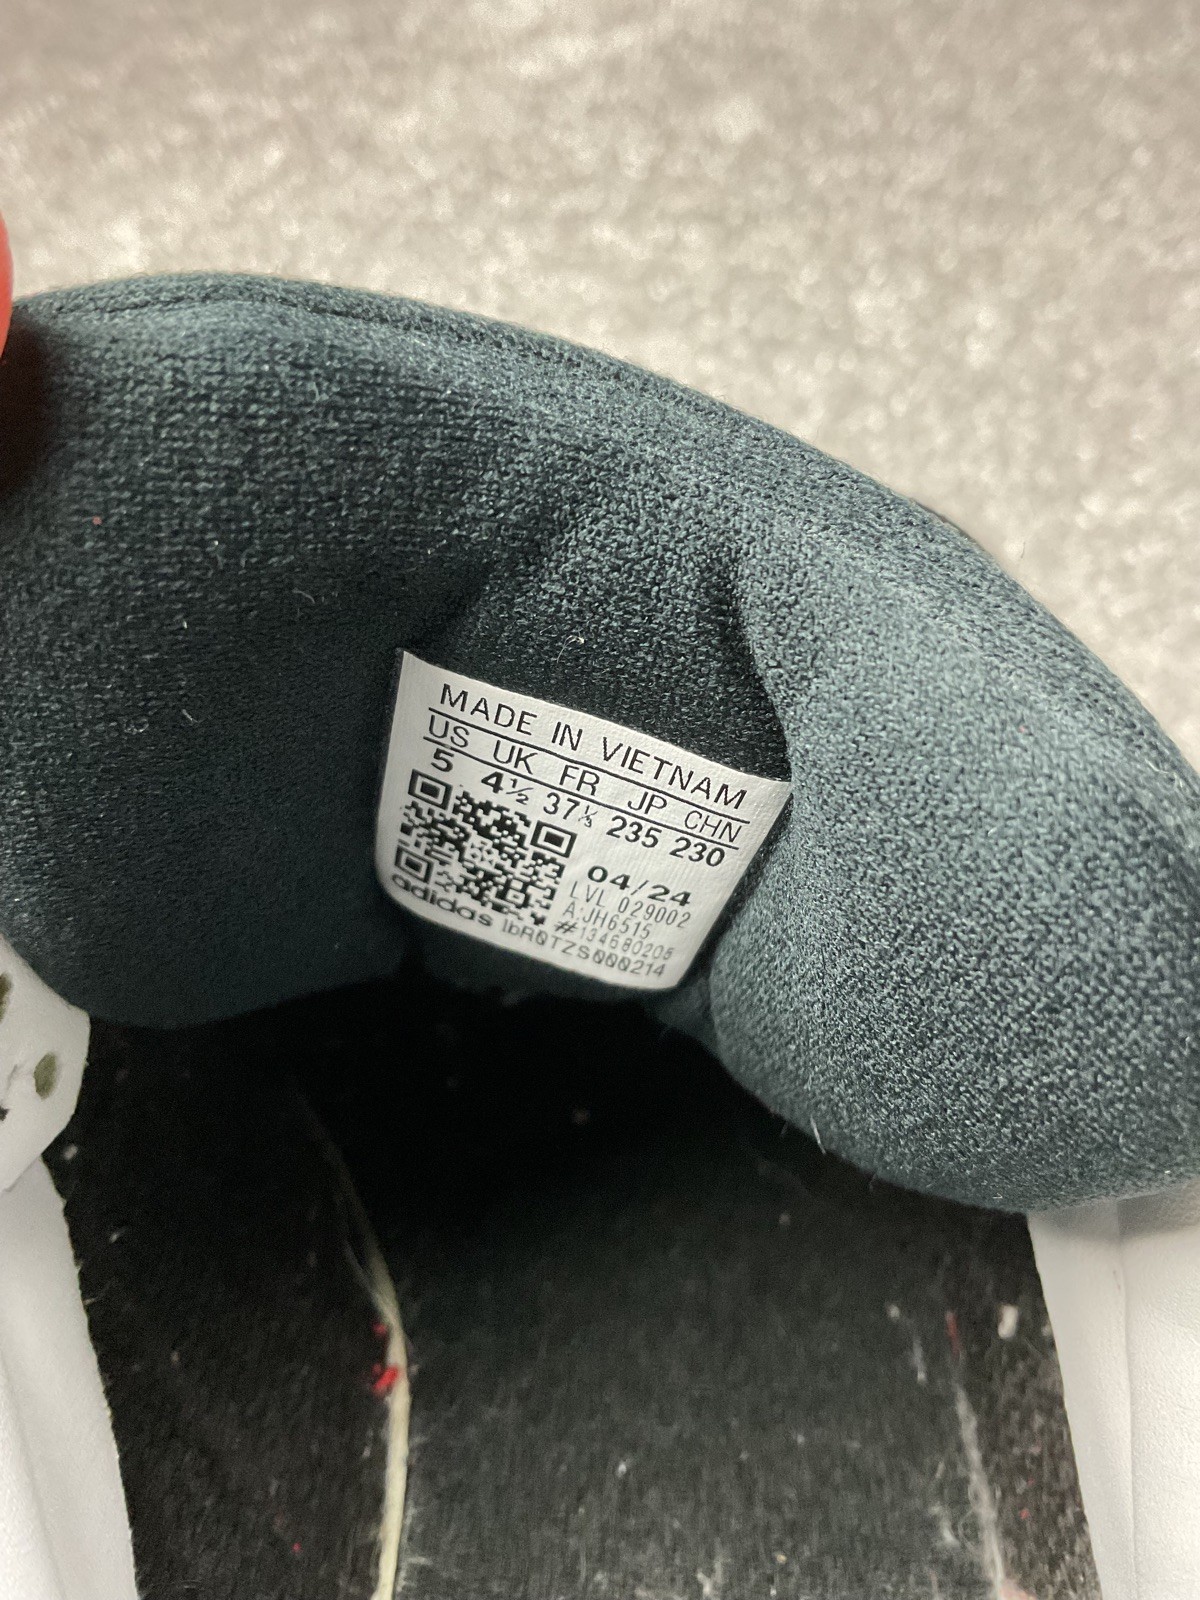 MADE IN VIETNAM
US UK FR JP CHN
5 4½ 37⅓ 235 230
04/24
LVL 029002
A:JH6515
#134680205
adidas lbR0TZS000214